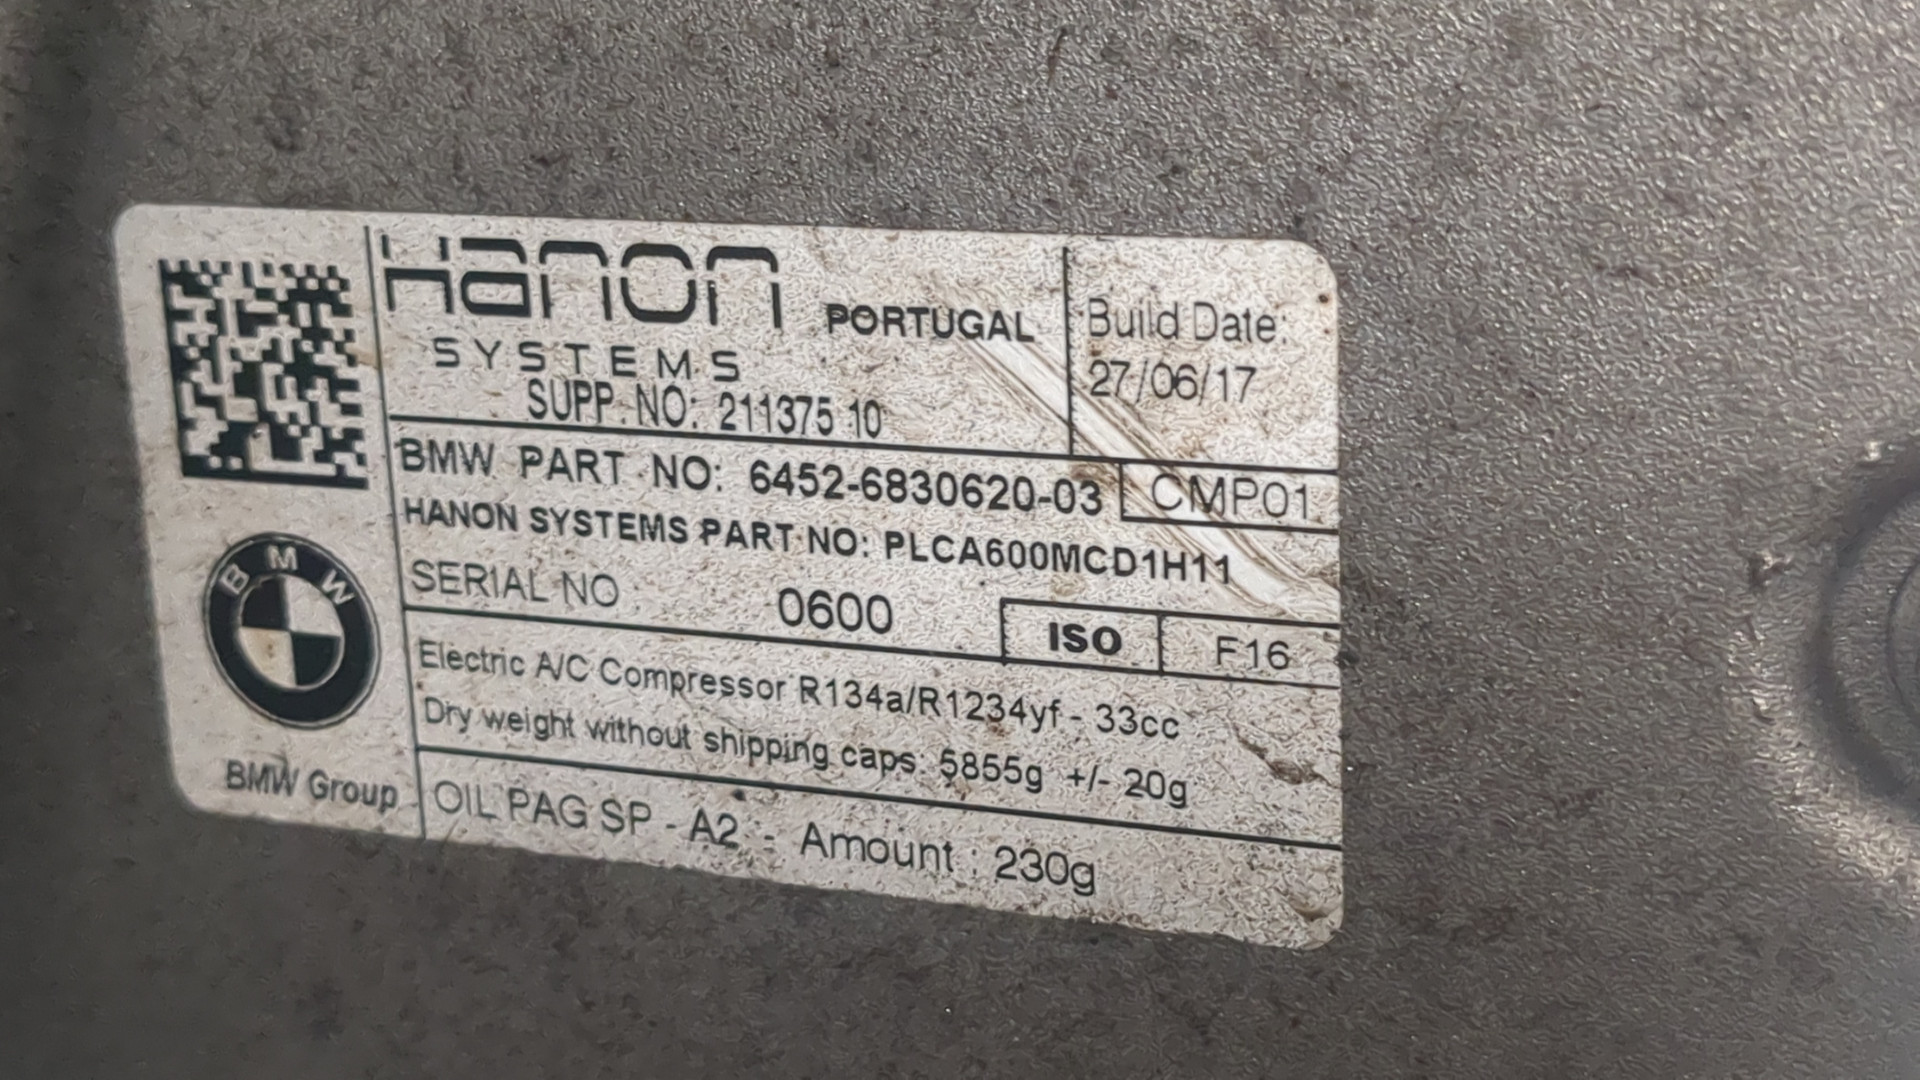 Hanon
SYSTEMS
PORTUGAL
SUPP. NO: 211375 10
Build Date:
27/06/17
BMW PART NO: 6452-6830620-03
CMP01
HANON SYSTEMS PART NO: PLCA600MCD1H11
SERIAL NO 0600
ISO F16
Electric A/C Compressor R134a/R1234yf - 33cc
Dry weight without shipping caps: 5855g +/- 20g
OIL PAG SP - A2 - Amount : 230g
BMW
BMW Group